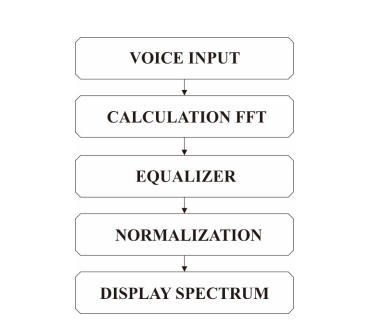 VOICE INPUT
CALCULATION FFT
EQUALIZER
NORMALIZATION
DISPLAY SPECTRUM